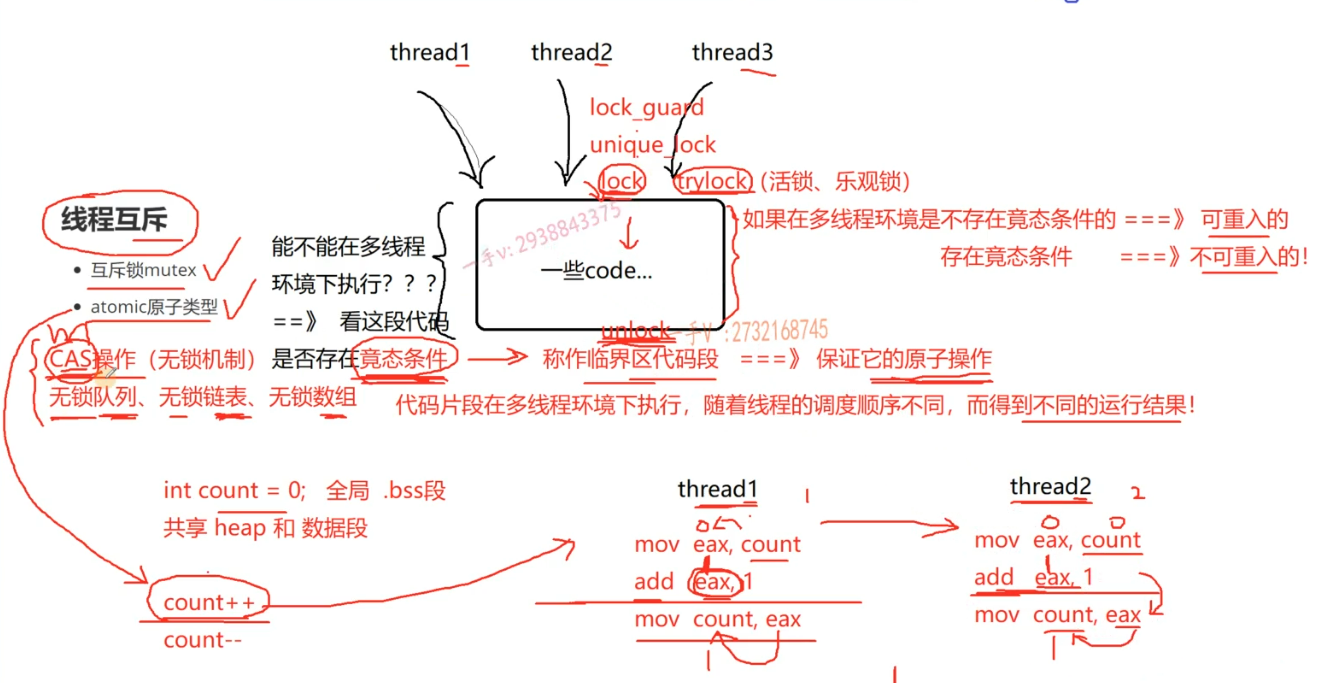 thread1 thread2 thread3
lock_guard
unique_lock
lock trylock (活锁、乐观锁)
线程互斥
• 互斥锁mutex
• atomic原子类型
CAS操作（无锁机制）
无锁队列、无锁链表、无锁数组
能不能在多线程
环境下执行？？？
==》 看这段代码
是否存在竟态条件
一手v:2938843375
一些code...
unlock
一手V :2732168745
如果在多线程环境是不存在竟态条件的 ===》 可重入的
存在竟态条件 ===》不可重入的!
称作临界区代码段 ===》 保证它的原子操作
代码片段在多线程环境下执行，随着线程的调度顺序不同，而得到不同的运行结果！
int count = 0; 全局 .bss段
共享 heap 和 数据段
count++
count--
thread1 1
0
mov eax, count
1
add eax, 1
mov count, eax
1
thread2 2
0 0
mov eax, count
1
add eax, 1
mov count, eax
1